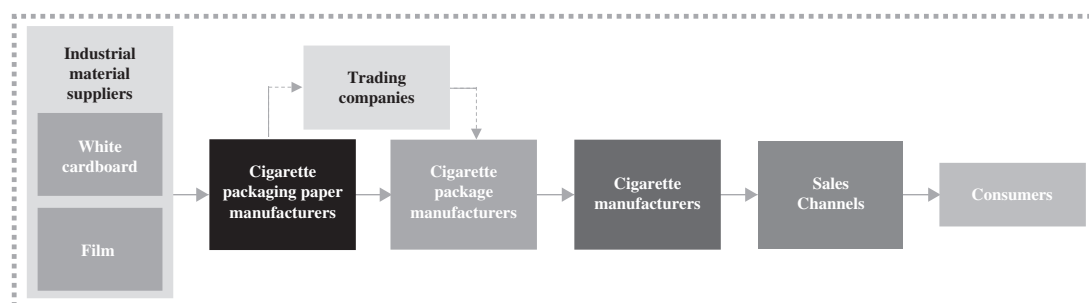 Industrial
material
suppliers
White
cardboard
Film
Trading
companies
Cigarette
packaging paper
manufacturers
Cigarette
package
manufacturers
Cigarette
manufacturers
Sales
Channels
Consumers